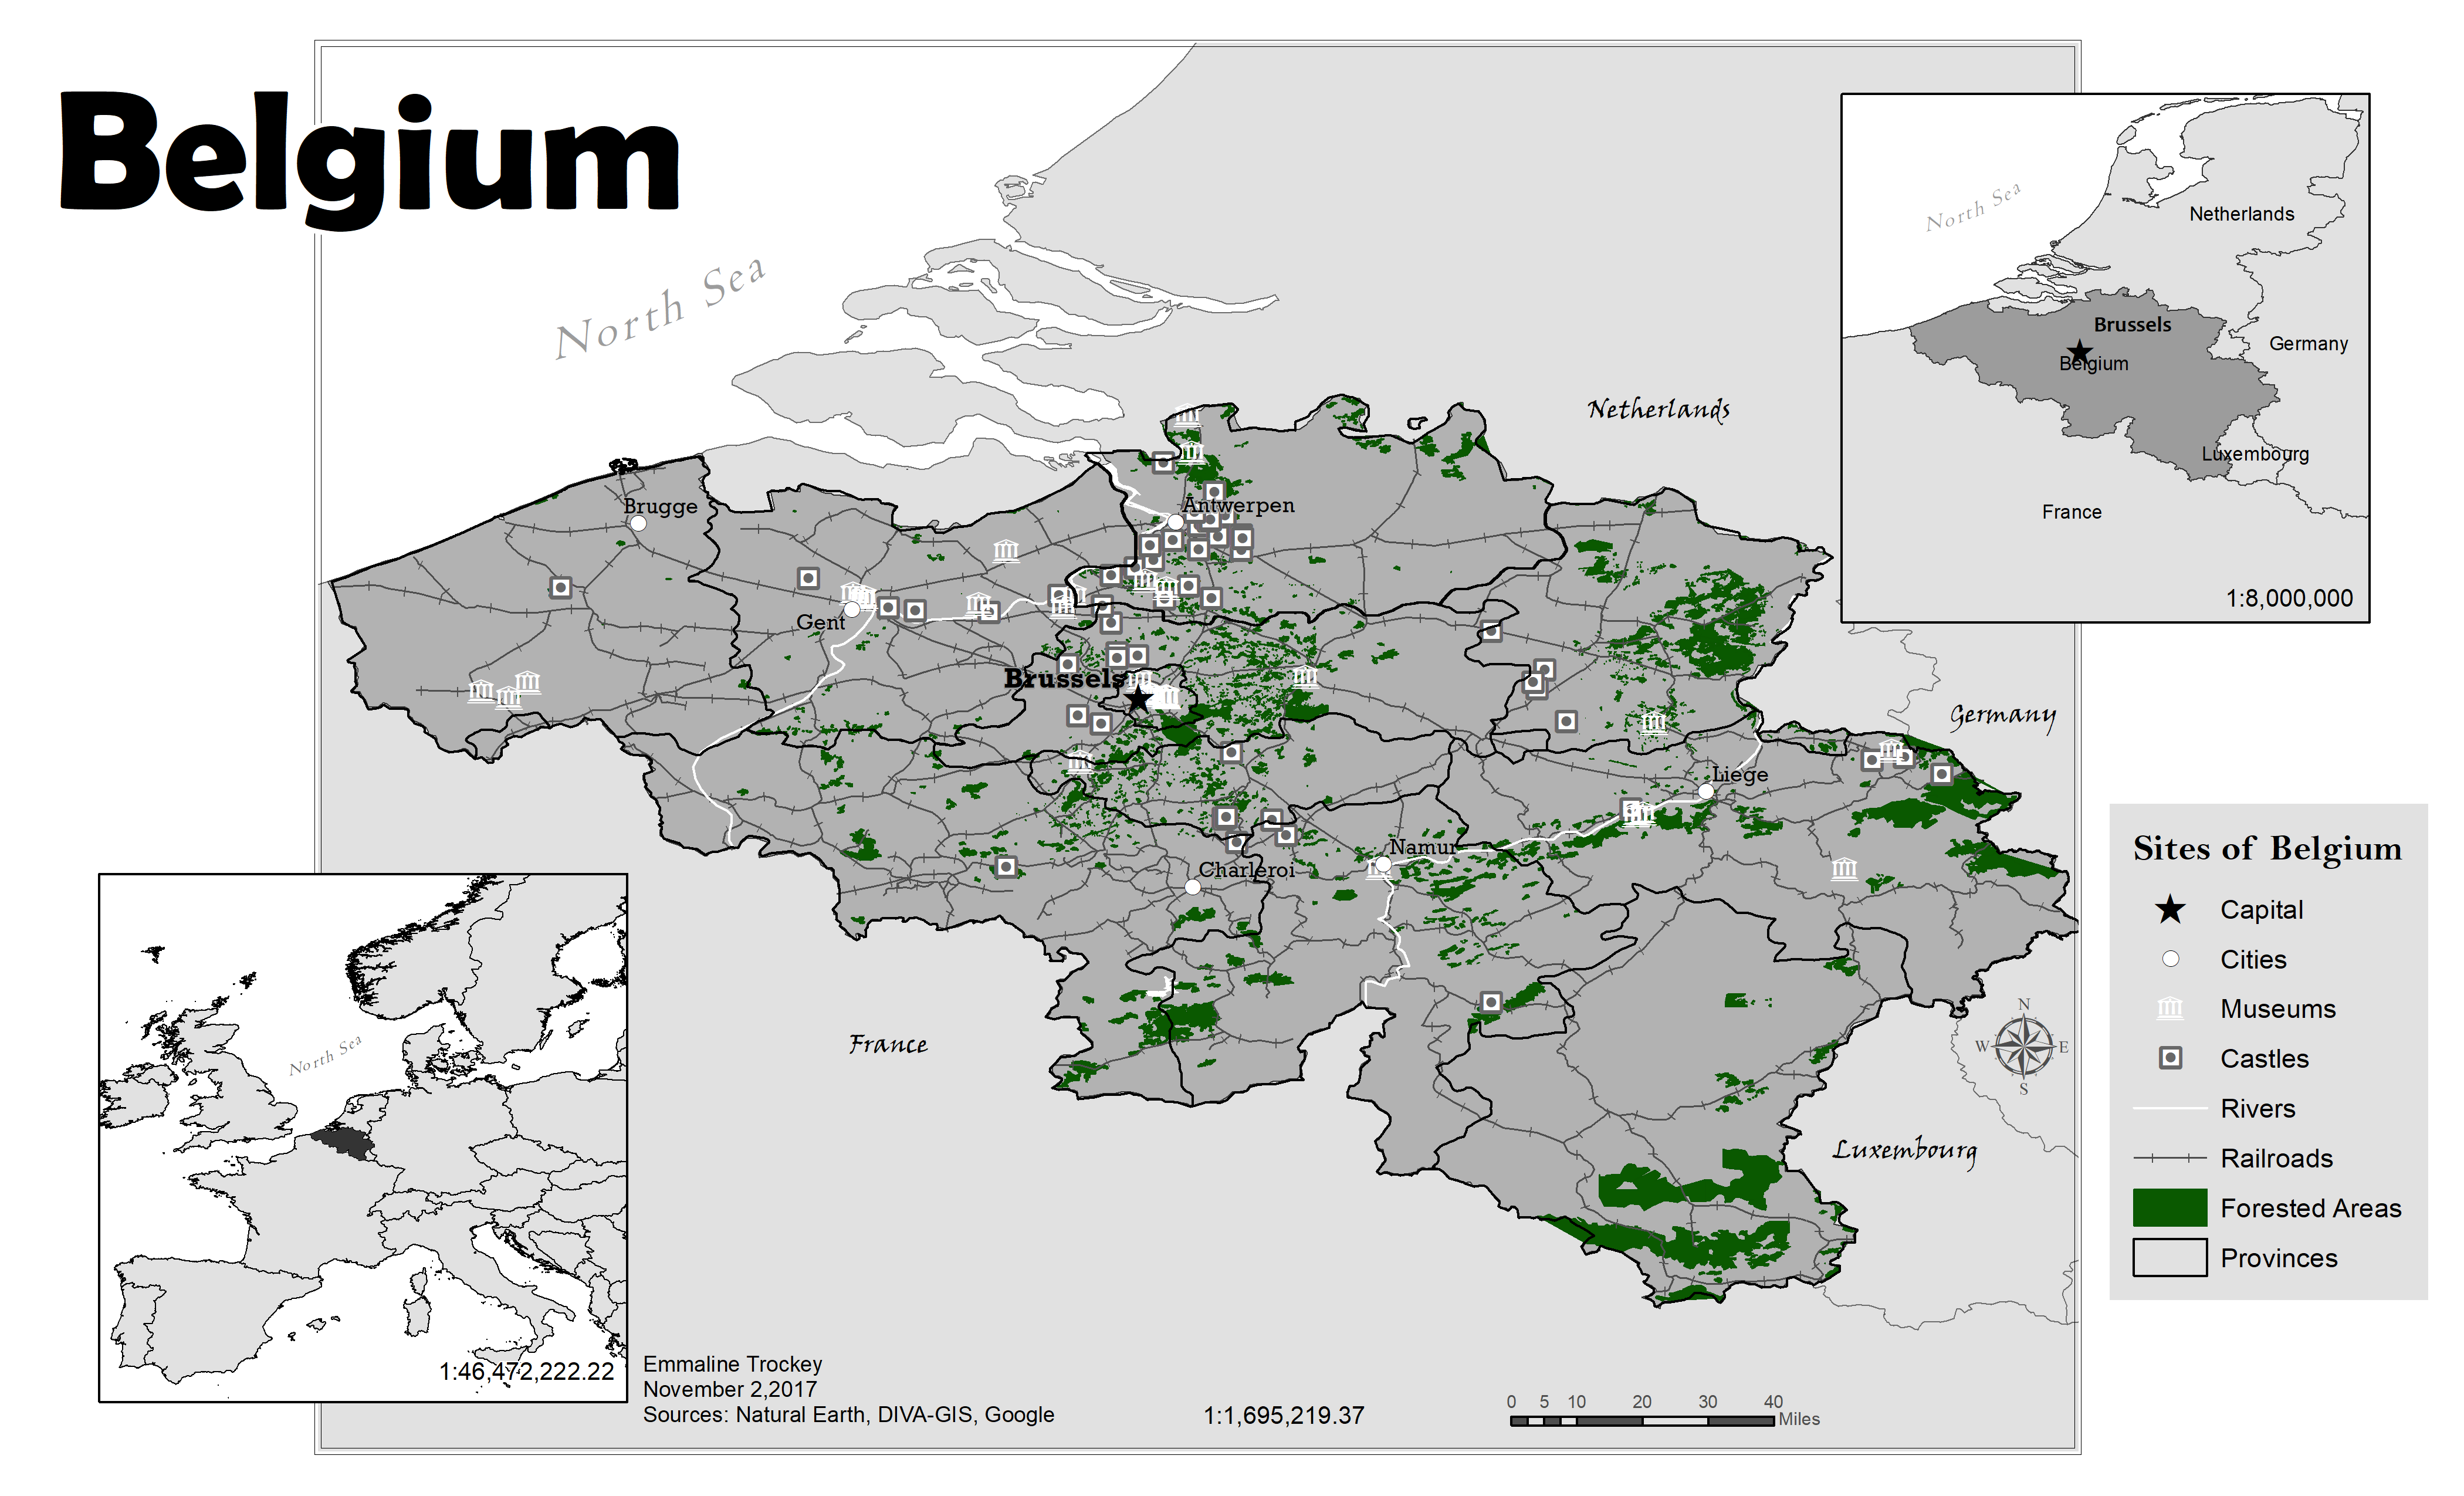 Belgium
North Sea
Netherlands
Brugge
Antwerpen
Gent
Brussels
Germany
Liege
Namur
Charleroi
France
Luxembourg
N
W
E
S
North Sea
Netherlands
Brussels
Belgium
Germany
Luxembourg
France
1:8,000,000
Sites of Belgium
Capital
Cities
Museums
Castles
Rivers
Railroads
Forested Areas
Provinces
North Sea
1:46,472,222.22
Emmaline Trockey
November 2,2017
Sources: Natural Earth, DIVA-GIS, Google
1:1,695,219.37
0 5 10 20 30 40
Miles